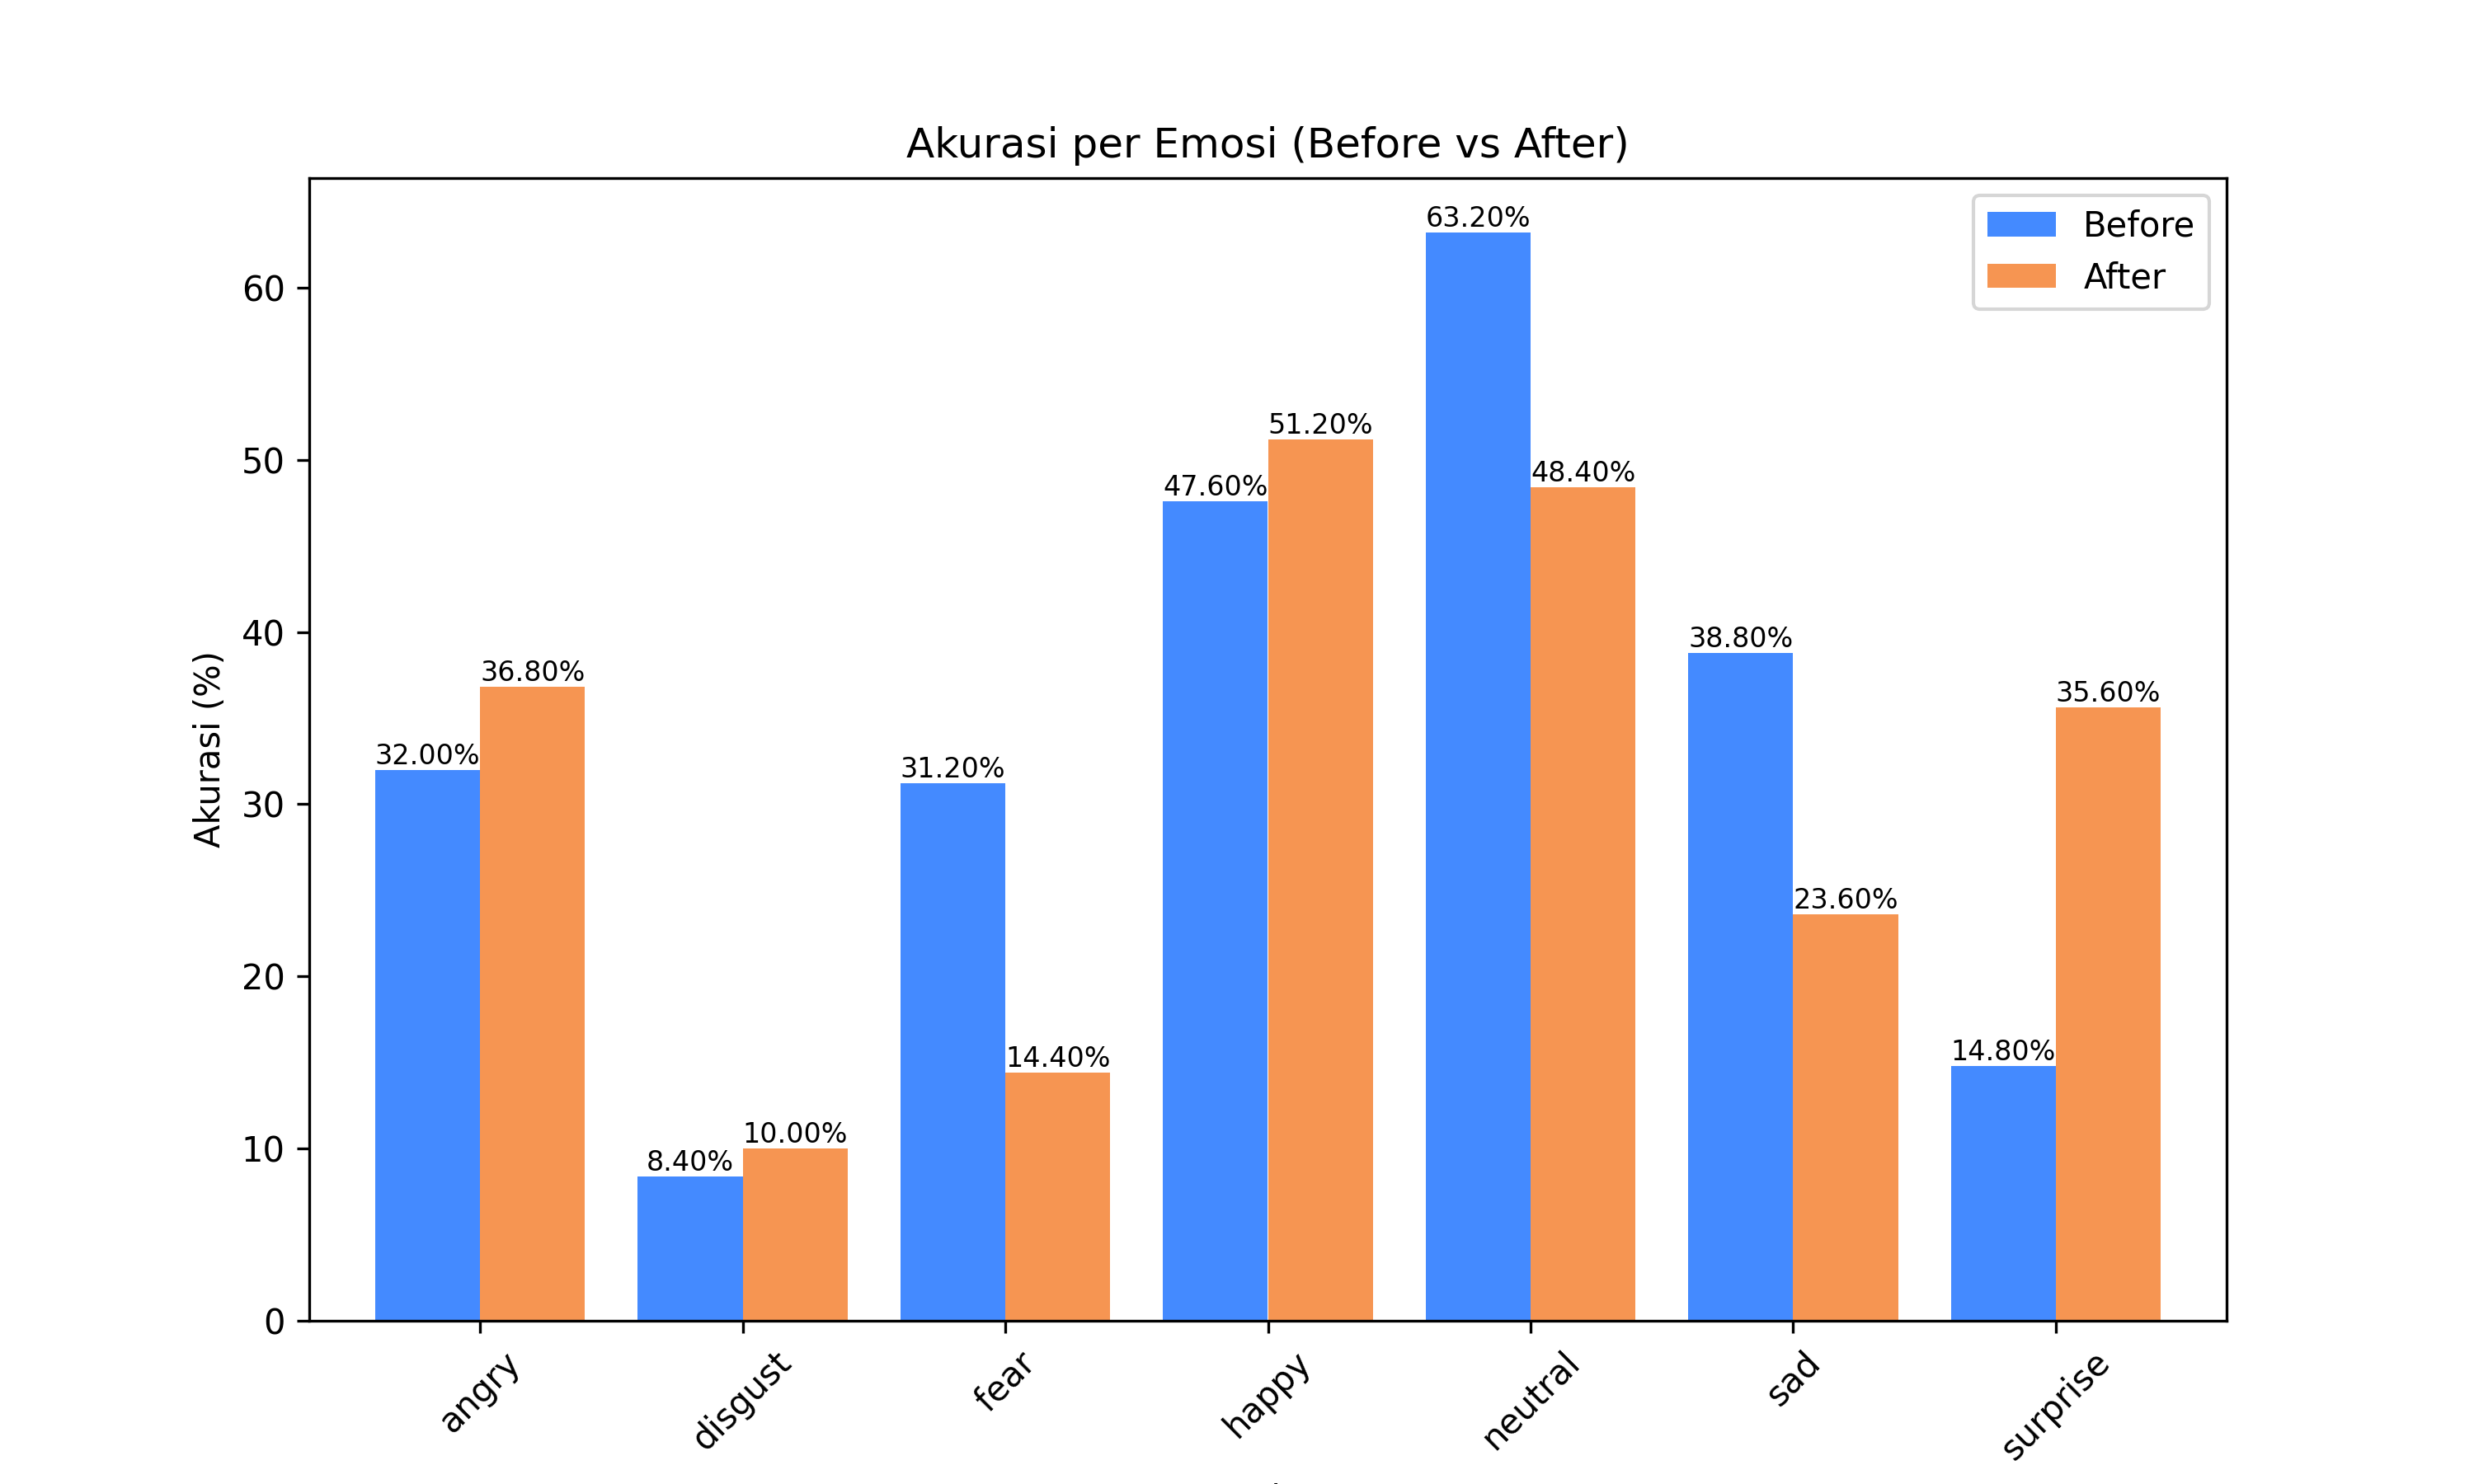 Akurasi per Emosi (Before vs After)
Before
After
Akurasi (%)
60
50
40
30
20
10
0
32.00%
36.80%
8.40%
10.00%
31.20%
14.40%
47.60%
51.20%
63.20%
48.40%
38.80%
23.60%
14.80%
35.60%
angry
disgust
fear
happy
neutral
sad
surprise